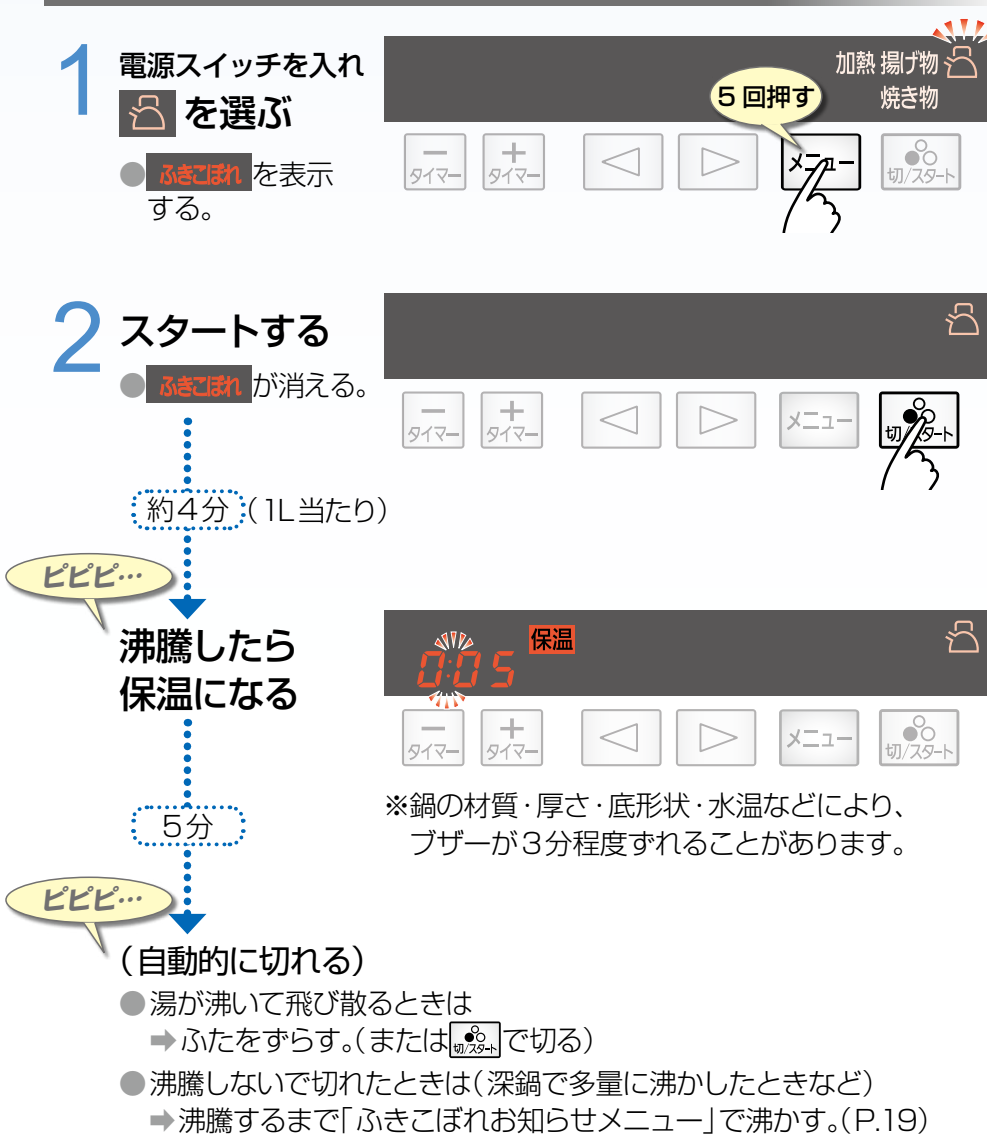 1
電源スイッチを入れ
を選ぶ
●ふきこぼれ を表示
する。
加熱 揚げ物
焼き物
5回押す
− タイマー
+ タイマー
メニュー
切/スタート
2
スタートする
●ふきこぼれ が消える。
− タイマー
+ タイマー
メニュー
切/スタート
約4分(1L当たり)
ピピピ…
沸騰したら
保温になる
0:05 保温
− タイマー
+ タイマー
メニュー
切/スタート
※鍋の材質・厚さ・底形状・水温などにより、
ブザーが3分程度ずれることがあります。
5分
ピピピ…
(自動的に切れる)
●湯が沸いて飛び散るときは
➡ふたをずらす。(または切/スタートで切る)
●沸騰しないで切れたときは(深鍋で多量に沸かしたときなど)
➡沸騰するまで「ふきこぼれお知らせメニュー」で沸かす。(P.19)